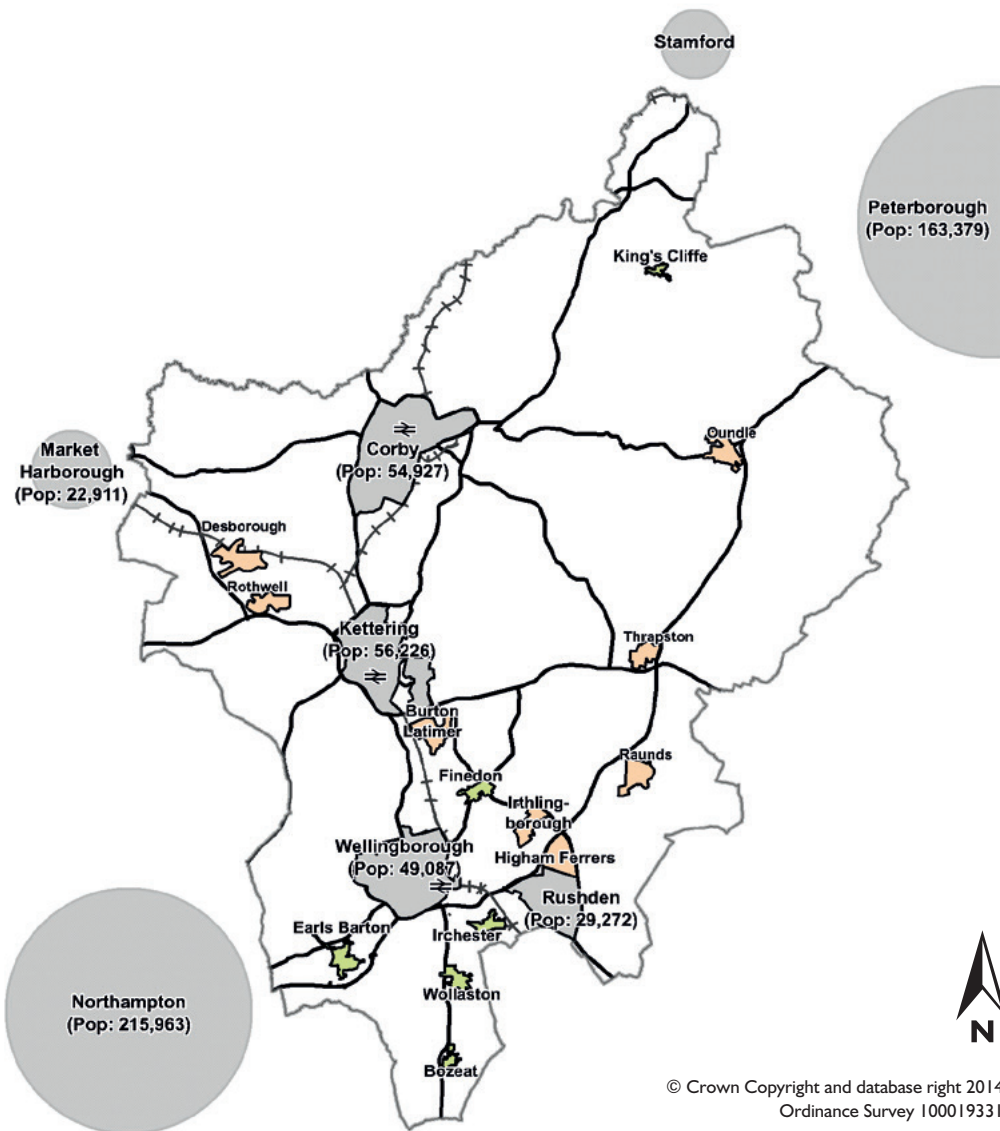 Stamford
Peterborough
(Pop: 163,379)
King's Cliffe
Oundle
Corby
(Pop: 54,927)
Market
Harborough
(Pop: 22,911)
Desborough
Rothwell
Kettering
(Pop: 56,226)
Thrapston
Burton
Latimer
Raunds
Finedon
Irthling-
borough
Wellingborough
(Pop: 49,087)
Higham Ferrers
Rushden
(Pop: 29,272)
Earls Barton
Irchester
Wollaston
Northampton
(Pop: 215,963)
Bozeat
N
© Crown Copyright and database right 2014
Ordinance Survey 100019331